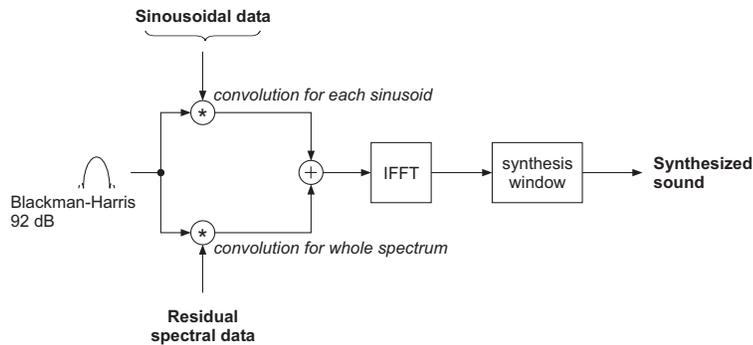 Sinousoidal data
*
convolution for each sinusoid
Blackman-Harris
92 dB
+
IFFT
synthesis
window
Synthesized
sound
*
convolution for whole spectrum
Residual
spectral data